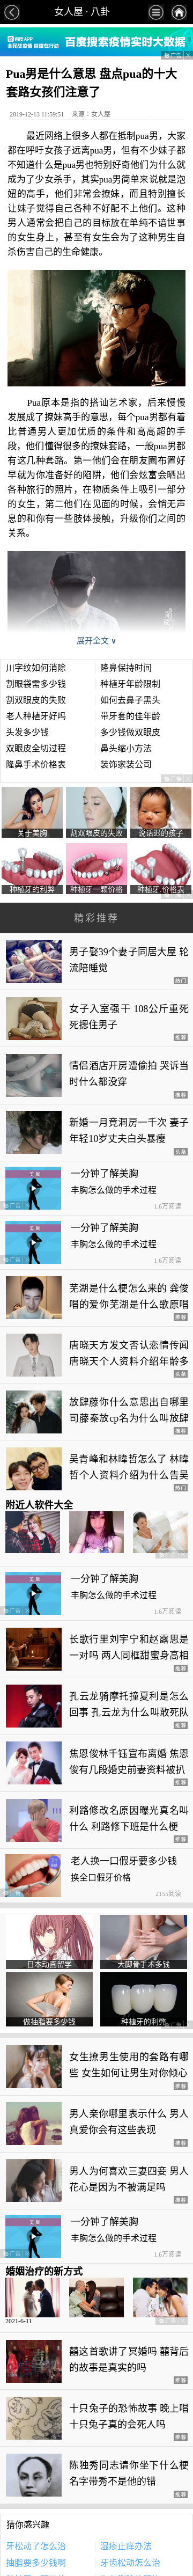 女人屋 · 八卦
百度APP
全民战疫情 百度在行动
百度搜索疫情实时大数据
Pua男是什么意思 盘点pua的十大
套路女孩们注意了
2019-12-13 11:59:51 来源：女人屋
最近网络上很多人都在抵制pua男，大家
都在呼吁女孩子远离pua男，但有不少妹子都
不知道什么是pua男也特别好奇他们为什么就
成为了少女杀手，其实pua男简单来说就是泡
妞的高手，他们非常会撩妹，而且特别擅长
让妹子觉得自己各种不好配不上他们。这种
男人通常会把自己的目标放在单纯不谙世事
的女生身上，甚至有女生会为了这种男生自
杀伤害自己的生命健康。
Pua原本是指的搭讪艺术家，后来慢慢
发展成了撩妹高手的意思，每个pua男都有着
比普通男人更加优质的条件和高高超的手
段，他们懂得很多的撩妹套路，一般pua男都
有这几种套路。第一他们会在朋友圈布置好
早就为你准备好的陷阱，他们会炫富会晒出
各种旅行的照片，在物质条件上吸引一部分
的女生，第二他们在见面的时候，会悄无声
息的和你有一些肢体接触，升级你们之间的
关系。
展开全文
川字纹如何消除
隆鼻保持时间
割眼袋需多少钱
种植牙年龄限制
割双眼皮的失败
如何去鼻子黑头
老人种植牙好吗
带牙套的佳年龄
头发多少钱
多少钱做双眼皮
双眼皮全切过程
鼻头缩小方法
隆鼻手术价格表
装饰家装公司
广告
关于美胸
割双眼皮的失败
说话迟的孩子
种植牙的利弊
种植牙一颗价格
种植牙 价格表
精彩推荐
男子娶39个妻子同居大屋 轮
流陪睡觉
热门
女子入室强干 108公斤重死
死摁住男子
推荐
情侣酒店开房遭偷拍 哭诉当
时什么都没穿
推荐
新婚一月竟洞房一千次 妻子
年轻10岁丈夫白头暴瘦
头条
一分钟了解美胸
丰胸怎么做的手术过程
1.6万阅读
一分钟了解美胸
丰胸怎么做的手术过程
1.6万阅读
芜湖是什么梗怎么来的 龚俊
唱的爱你芜湖是什么歌原唱
推荐
唐晓天方发文否认恋情传闻
唐晓天个人资料介绍年龄多
头条
放肆藤你什么意思出自哪里
司藤秦放cp名为什么叫放肆
推荐
吴青峰和林暐哲怎么了 林暐
哲个人资料介绍为什么告吴
热门
附近人软件大全
一分钟了解美胸
丰胸怎么做的手术过程
1.6万阅读
长歌行里刘宇宁和赵露思是
一对吗 两人同框甜蜜身高相
推荐
孔云龙骑摩托撞夏利是怎么
回事 孔云龙为什么叫敢死队
推荐
焦恩俊林千钰宣布离婚 焦恩
俊有几段婚史前妻资料被扒
推荐
利路修改名原因曝光真名叫
什么 利路修下班是什么梗
推荐
老人换一口假牙要多少钱
换全口假牙价格
2155阅读
日本动画留学
大脚骨手术多钱
做抽脂要多少钱
种植牙的利弊
女生撩男生使用的套路有哪
些 女生如何让男生对你倾心
推荐
男人亲你哪里表示什么 男人
真爱你会有这些表现
推荐
男人为何喜欢三妻四妾 男人
花心是因为不被满足吗
推荐
一分钟了解美胸
丰胸怎么做的手术过程
1.6万阅读
婚姻治疗的新方式
2021-6-11
囍这首歌讲了冥婚吗 囍背后
的故事是真实的吗
推荐
十只兔子的恐怖故事 晚上唱
十只兔子真的会死人吗
推荐
陈独秀同志请你坐下什么梗
名字带秀不是他的错
推荐
猜你感兴趣
牙松动了怎么治
湿疹止痒办法
抽脂要多少钱啊
牙齿松动怎么治